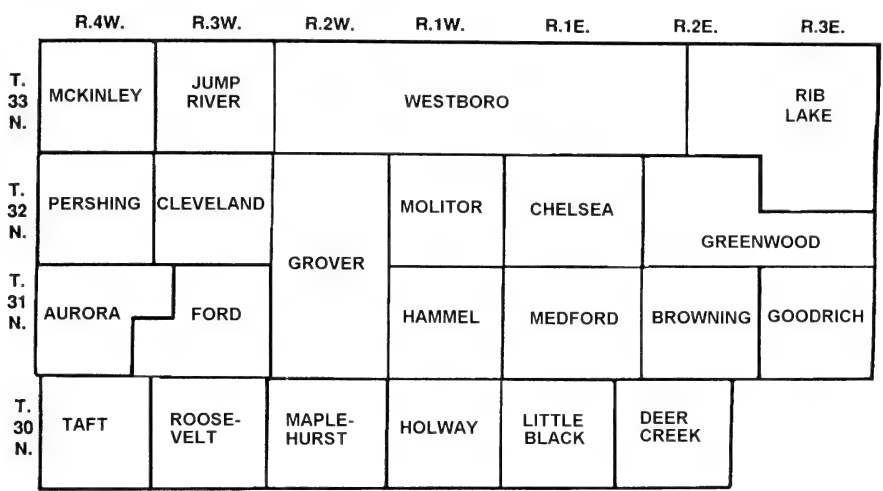 R.4W. R.3W. R.2W. R.1W. R.1E. R.2E. R.3E.
T.
33
N.
MCKINLEY
JUMP
RIVER
WESTBORO
RIB
LAKE
T.
32
N.
PERSHING
CLEVELAND
GROVER
MOLITOR
CHELSEA
GREENWOOD
T.
31
N.
AURORA
FORD
HAMMEL
MEDFORD
BROWNING
GOODRICH
T.
30
N.
TAFT
ROOSE-
VELT
MAPLE-
HURST
HOLWAY
LITTLE
BLACK
DEER
CREEK